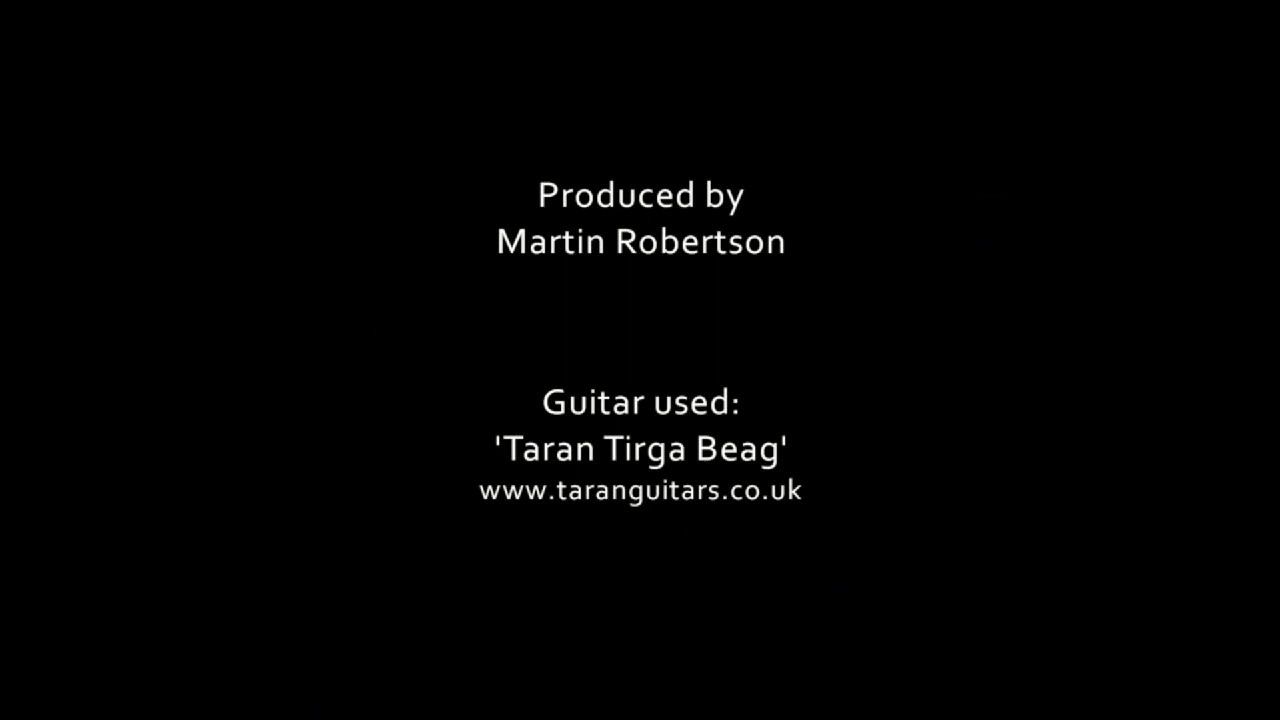 Produced by
Martin Robertson
Guitar used:
'Taran Tirga Beag'
www.taranguitars.co.uk